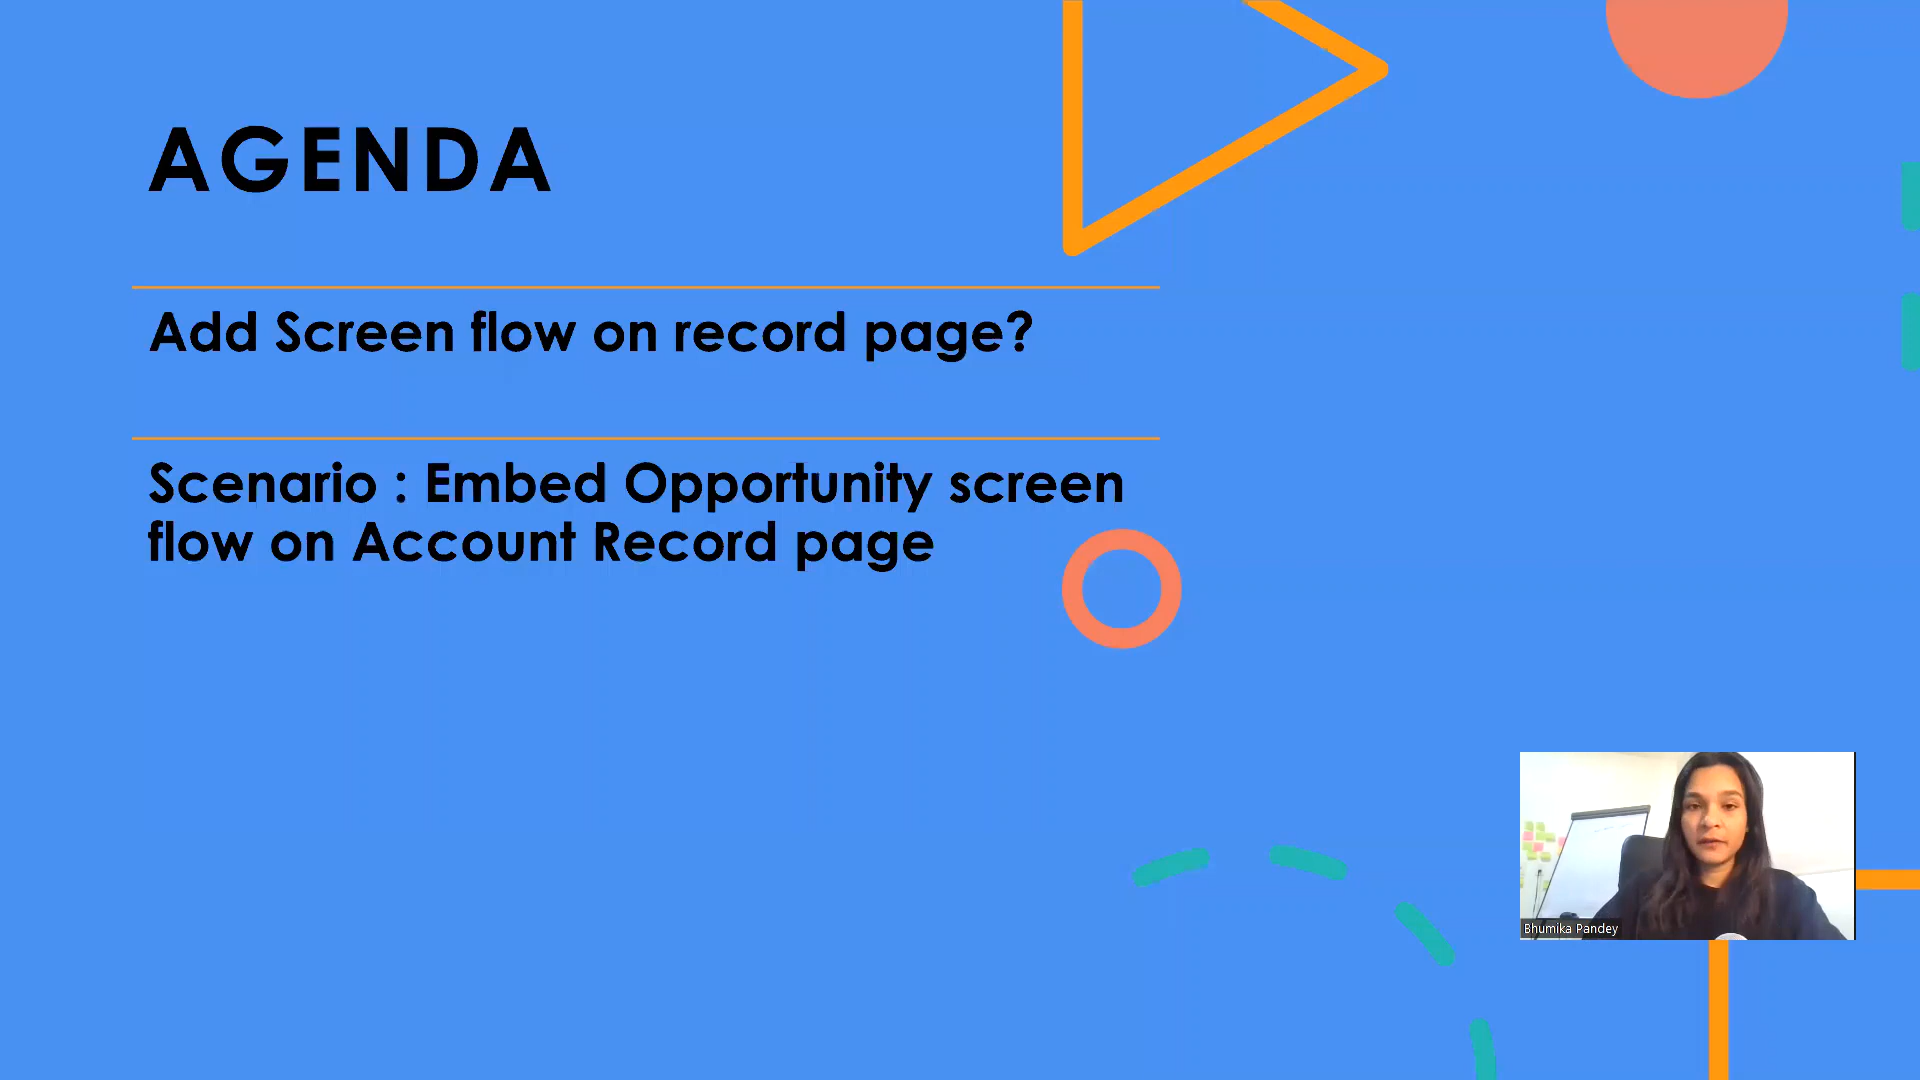 AGENDA
Add Screen flow on record page?
Scenario : Embed Opportunity screen
flow on Account Record page
Bhumika Pandey